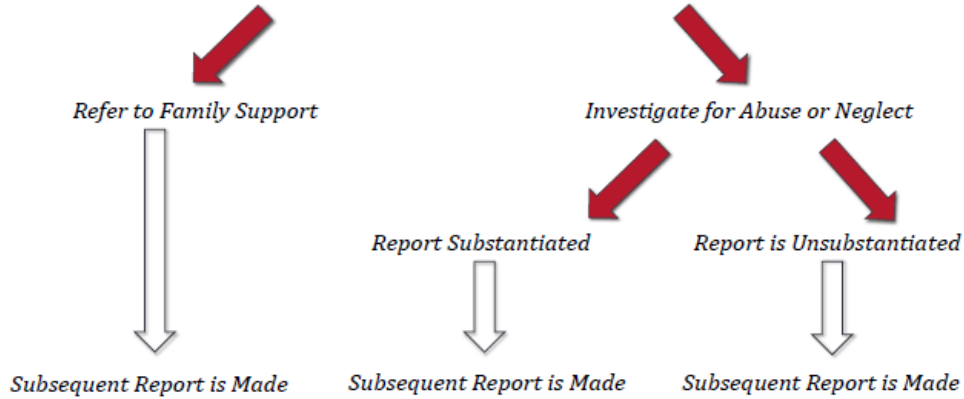 Refer to Family Support
Investigate for Abuse or Neglect
Report Substantiated
Report is Unsubstantiated
Subsequent Report is Made
Subsequent Report is Made
Subsequent Report is Made